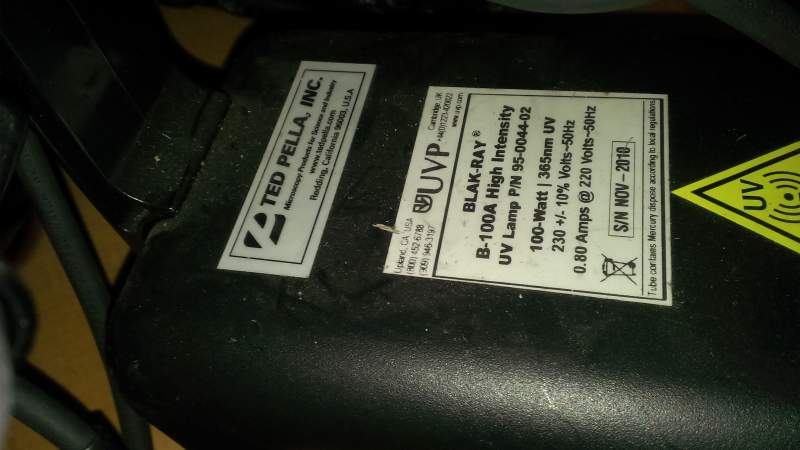 TED PELLA, INC.
Microscopy Products for Science and Industry
www.tedpella.com
Redding, California 96003, U.S.A
Upland, CA USA
(800) 452-6788
(909) 946-3197
UVP
Cambridge, UK
+44(0)1223-420022
www.uvp.com
BLAK-RAY®
B-100A High Intensity
UV Lamp P/N 95-0044-02
100-Watt | 365nm UV
230 +/- 10% Volts~50Hz
0.80 Amps @ 220 Volts~50Hz
S/N NOV – 2010
Tube contains Mercury dispose according to local regulations
UV